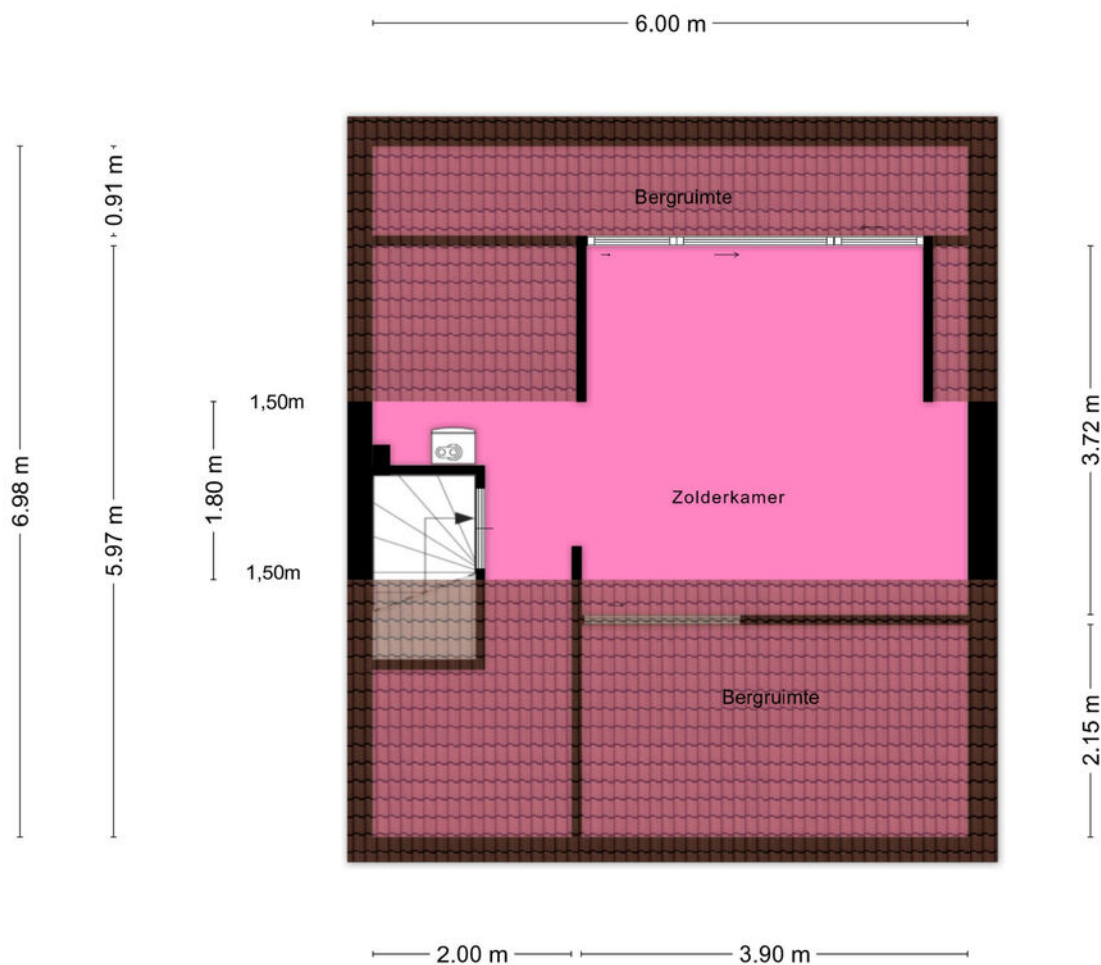 6.00 m
0.91 m
Bergruimte
1,50m
3.72 m
6.98 m
5.97 m
1.80 m
Zolderkamer
1,50m
Bergruimte
2.15 m
2.00 m
3.90 m